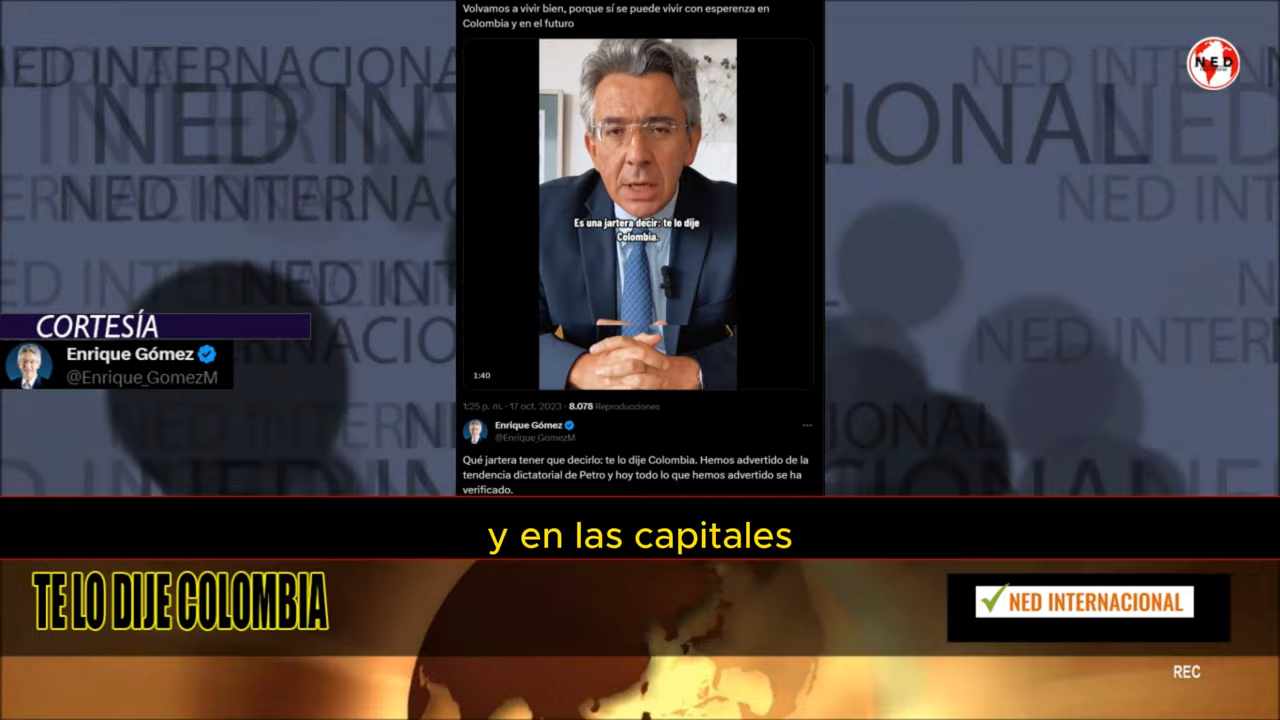 Volvamos a vivir bien, porque sí se puede vivir con esperenza en
Colombia y en el futuro
NED
Es una jartera decir: te lo dije
Colombia.
CORTESÍA
Enrique Gómez
@Enrique_GomezM
1:40
1:25 p. m. · 17 oct. 2023 · 8.078 Reproducciones
Enrique Gómez
@Enrique_GomezM
Qué jartera tener que decirlo: te lo dije Colombia. Hemos advertido de la
tendencia dictatorial de Petro y hoy todo lo que hemos advertido se ha
verificado.
y en las capitales
TE LO DIJE COLOMBIA
NED INTERNACIONAL
REC